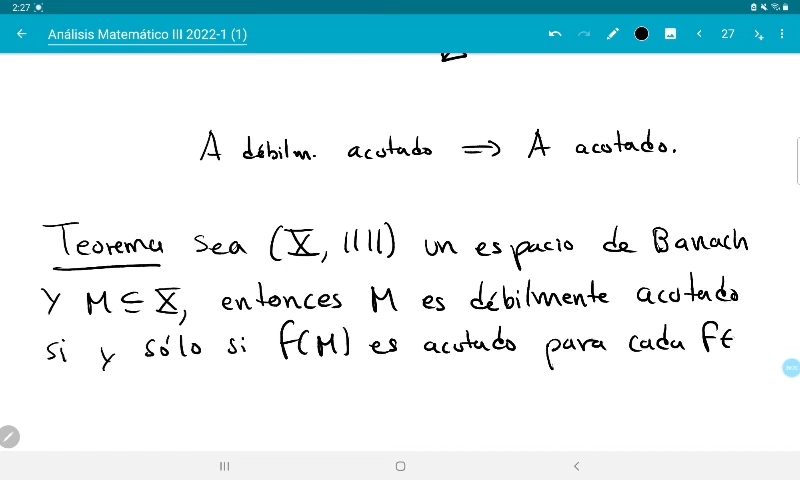 2:27
Análisis Matemático III 2022-1 (1)
27
A débilm. acotado ⟹ A acotado.
Teorema Sea (X, ||||) un espacio de Banach
y M ⊆ X, entonces M es débilmente acotado
si y sólo si f(M) es acotado para cada f ∈